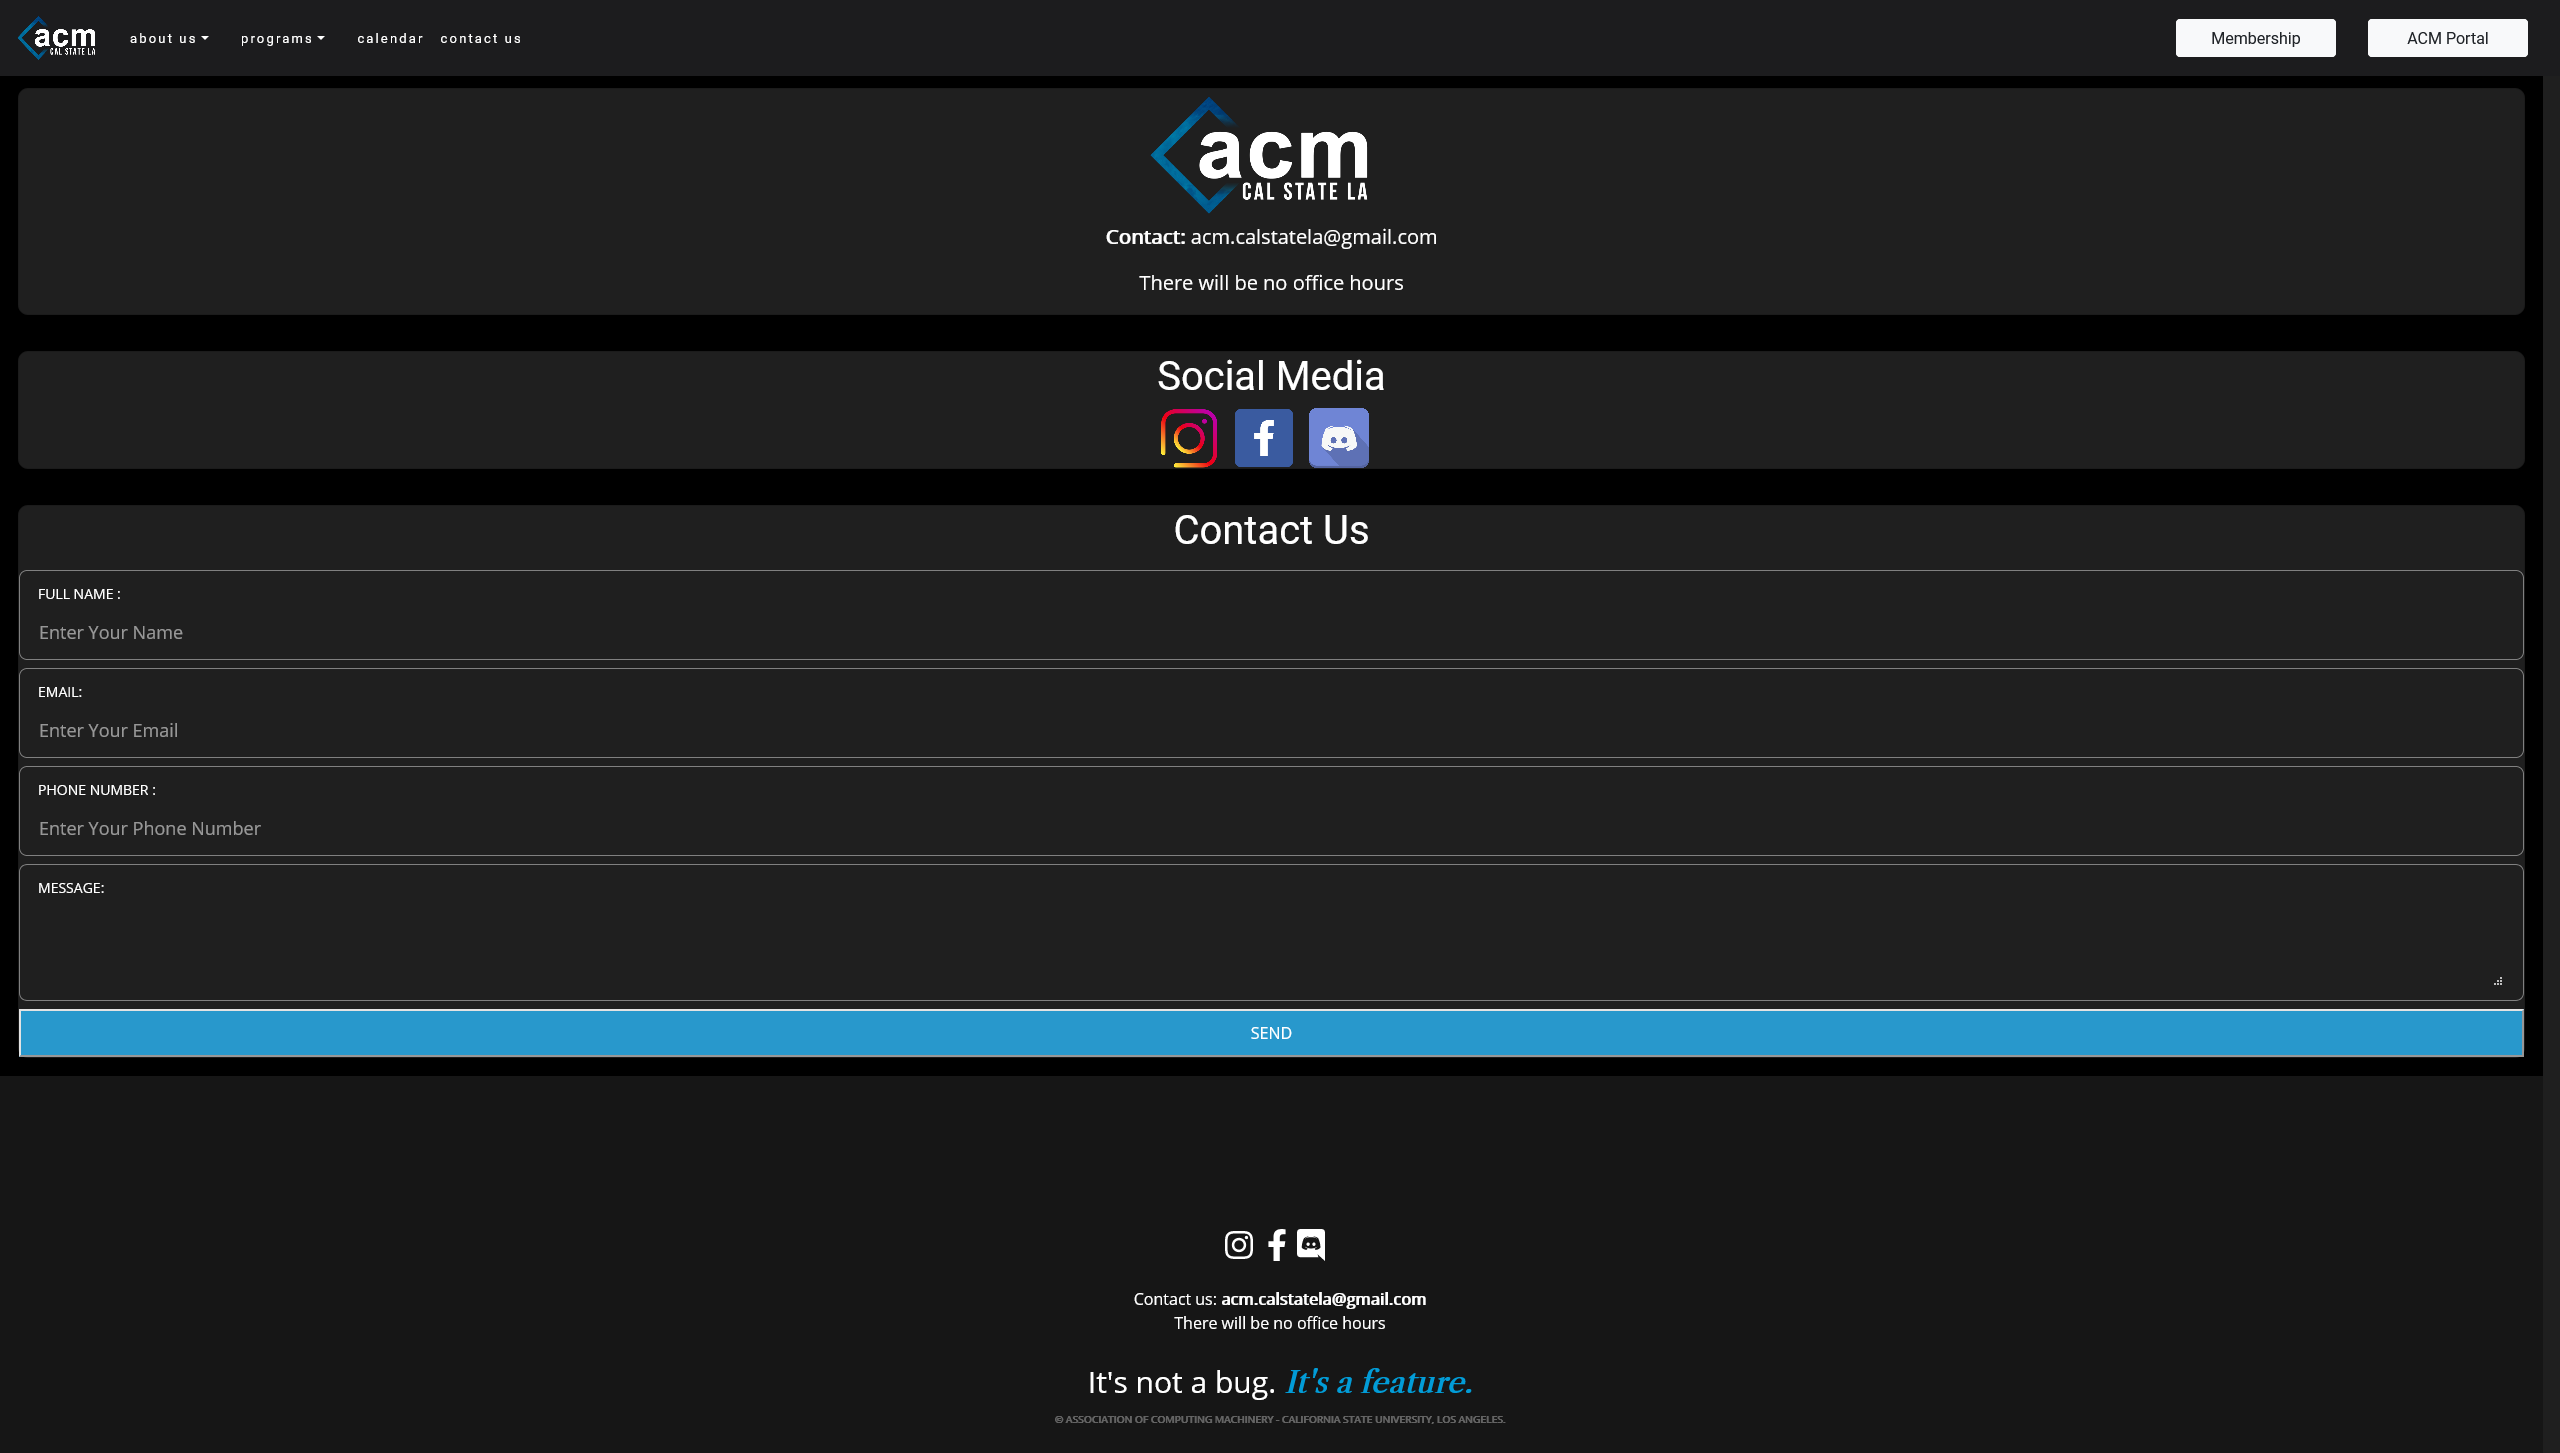 acm
CAL STATE LA
about us
programs
calendar
contact us
Membership
ACM Portal
acm
CAL STATE LA
Contact: acm.calstatela@gmail.com
There will be no office hours
Social Media
Contact Us
FULL NAME :
Enter Your Name
EMAIL:
Enter Your Email
PHONE NUMBER :
Enter Your Phone Number
MESSAGE:
SEND
Contact us: acm.calstatela@gmail.com
There will be no office hours
It's not a bug. It's a feature.
© ASSOCIATION OF COMPUTING MACHINERY - CALIFORNIA STATE UNIVERSITY, LOS ANGELES.